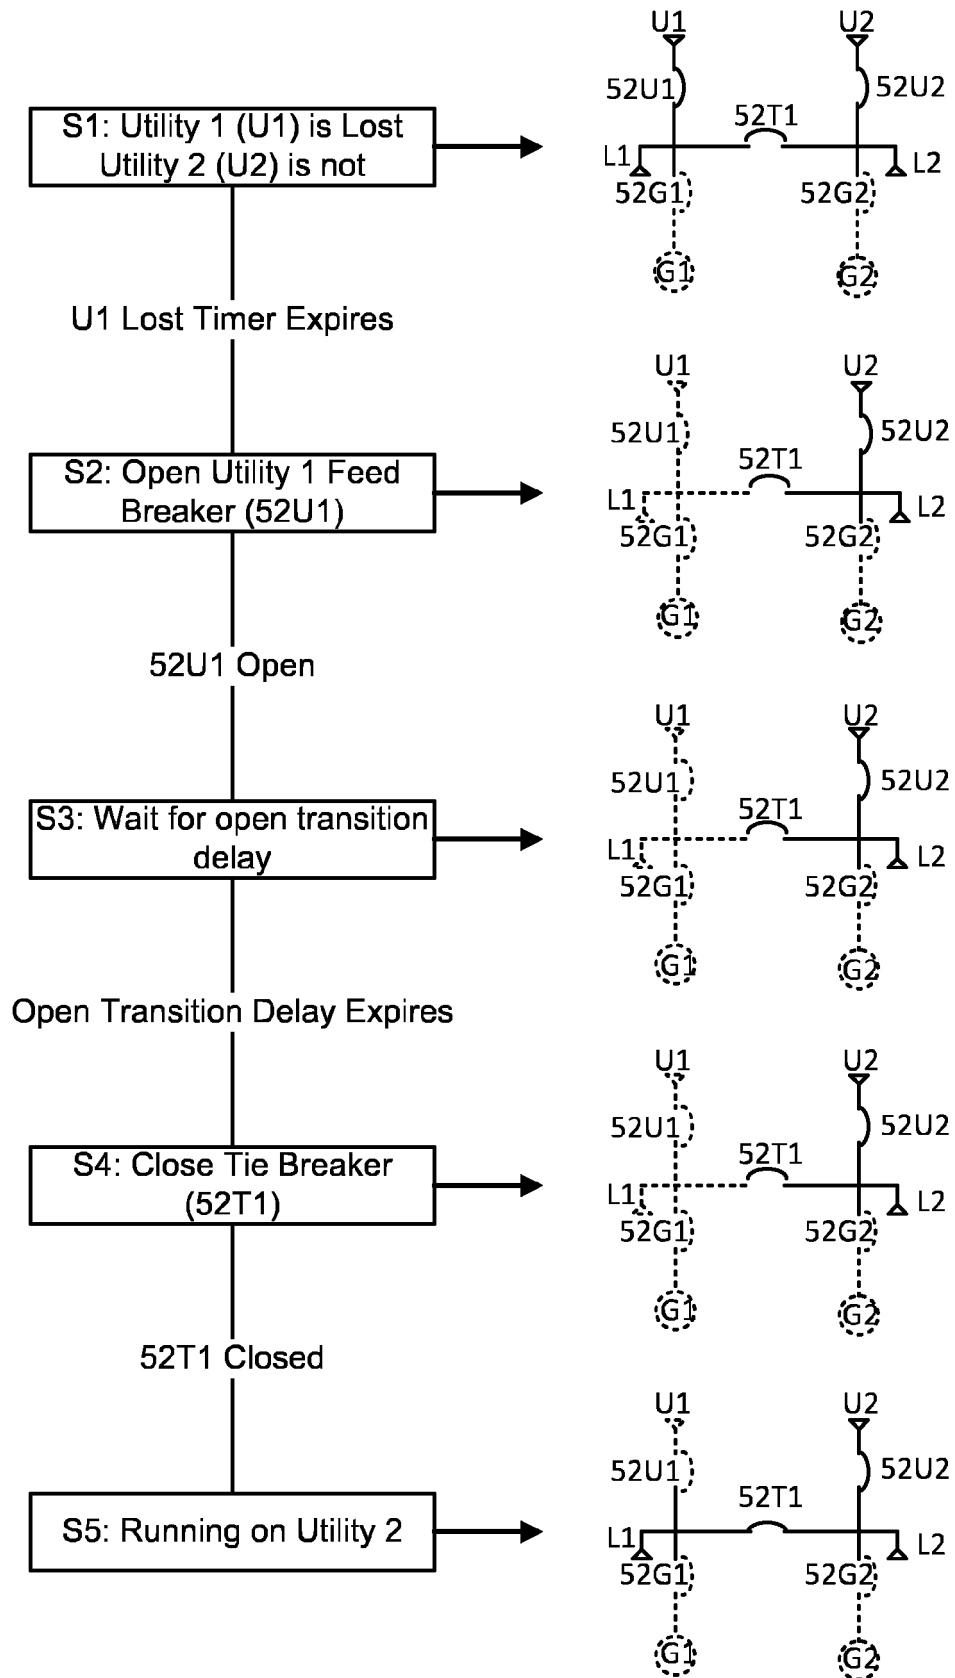 U1
U2
52U1
52U2
52T1
S1: Utility 1 (U1) is Lost
Utility 2 (U2) is not
L1
L2
52G1
52G2
G1
G2
U1 Lost Timer Expires
U1
U2
52U1
52U2
52T1
S2: Open Utility 1 Feed
Breaker (52U1)
L1
L2
52G1
52G2
G1
G2
52U1 Open
U1
U2
52U1
52U2
52T1
S3: Wait for open transition
delay
L1
L2
52G1
52G2
G1
G2
Open Transition Delay Expires
U1
U2
52U1
52U2
52T1
S4: Close Tie Breaker
(52T1)
L1
L2
52G1
52G2
G1
G2
52T1 Closed
U1
U2
52U1
52U2
52T1
S5: Running on Utility 2
L1
L2
52G1
52G2
G1
G2